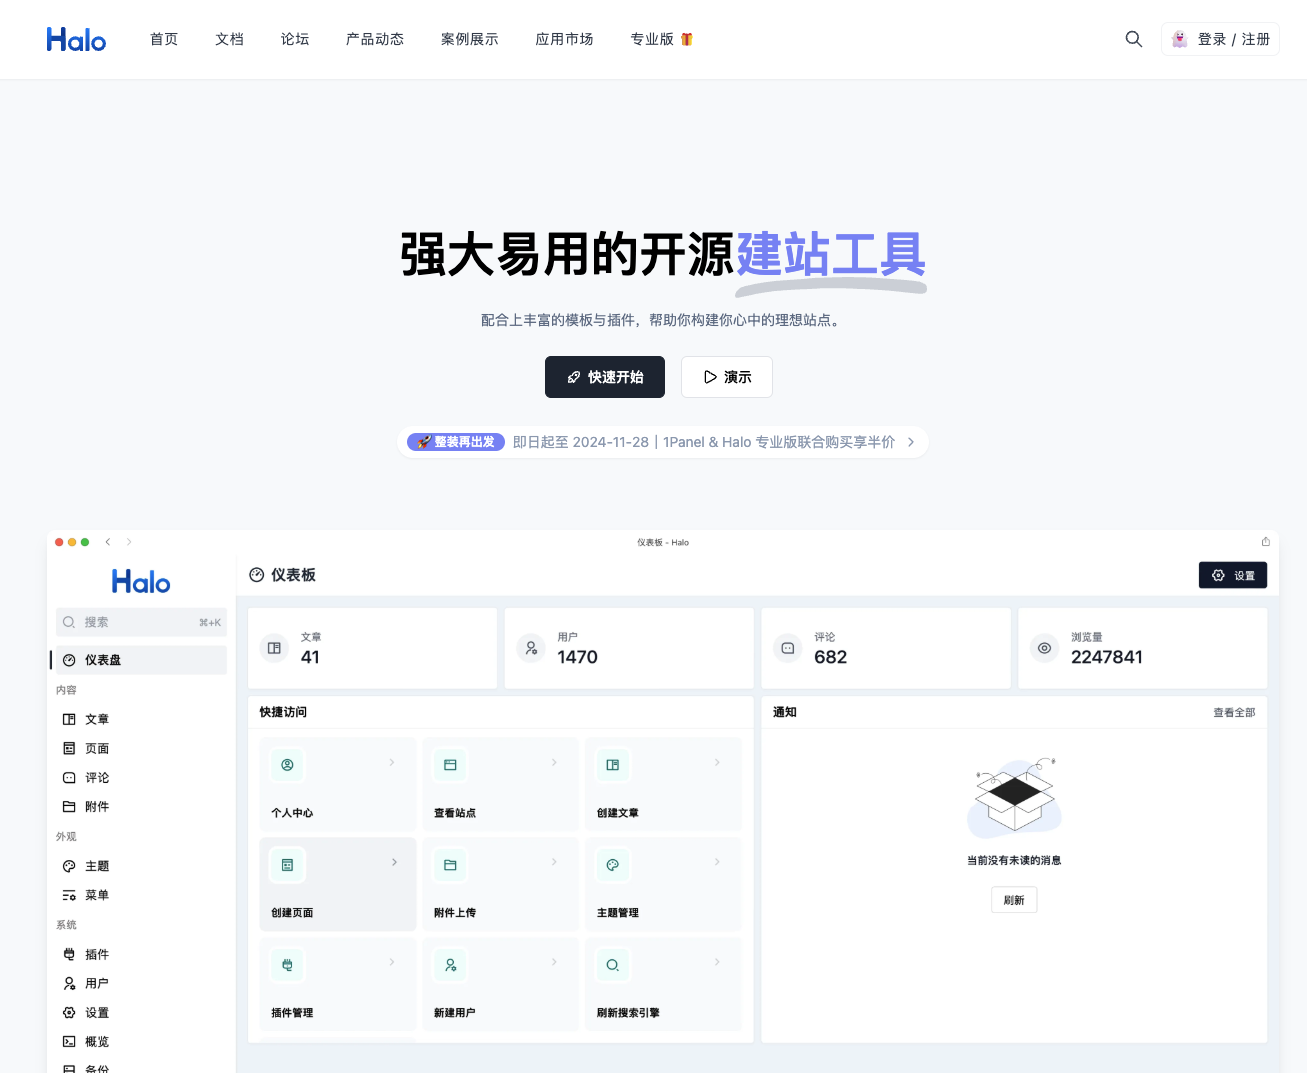 Halo 首页 文档 论坛 产品动态 案例展示 应用市场 专业版 登录 / 注册
强大易用的开源建站工具
配合上丰富的模板与插件，帮助你构建你心中的理想站点。
快速开始 演示
整装再出发 即日起至 2024-11-28 | 1Panel & Halo 专业版联合购买享半价
仪表板 - Halo
Halo
搜索 ⌘+K
仪表盘
内容
文章
页面
评论
附件
外观
主题
菜单
系统
插件
用户
设置
概览
备份
仪表板 设置
文章
41
用户
1470
评论
682
浏览量
2247841
快捷访问
个人中心 查看站点 创建文章
创建页面 附件上传 主题管理
插件管理 新建用户 刷新搜索引擎
通知 查看全部
当前没有未读的消息
刷新